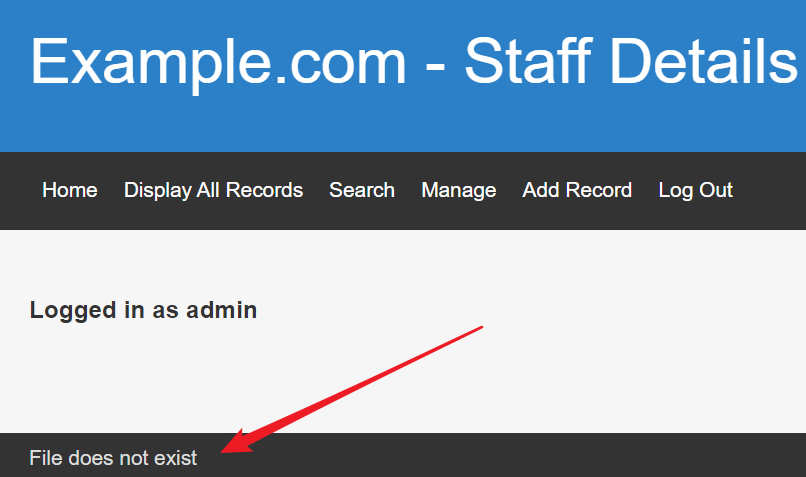 Example.com - Staff Details
Home Display All Records Search Manage Add Record Log Out
Logged in as admin
File does not exist